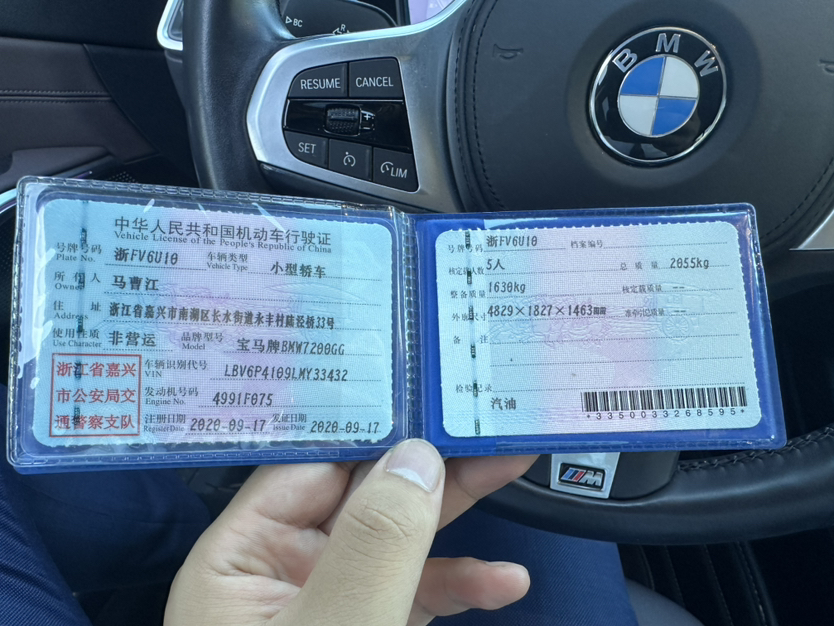 BC
R
RESUME
CANCEL
SET
LIM
BMW
中华人民共和国机动车行驶证
Vehicle License of the People's Republic of China
号牌号码 浙FV6U10 车辆类型 小型轿车
Plate No. Vehicle Type
所有人 马曹江
Owner
住址 浙江省嘉兴市南湖区长水街道永丰村陆泾桥33号
Address
使用性质 非营运 品牌型号 宝马牌BMW7200GG
Use Character Model
浙江省嘉兴
市公安局交
通警察支队
车辆识别代号 LBV6P4109LMY33432
VIN
发动机号码 4991F075
Engine No.
注册日期 2020-09-17 发证日期 2020-09-17
Register Date Issue Date
号牌号码 浙FV6U10 档案编号
核定载人数 5人 总质量 2055kg
整备质量 1630kg 核定载质量 --
外廓尺寸 4829×1827×1463mm 准牵引总质量 --
备注
检验记录
汽油
*3350033268595*
M